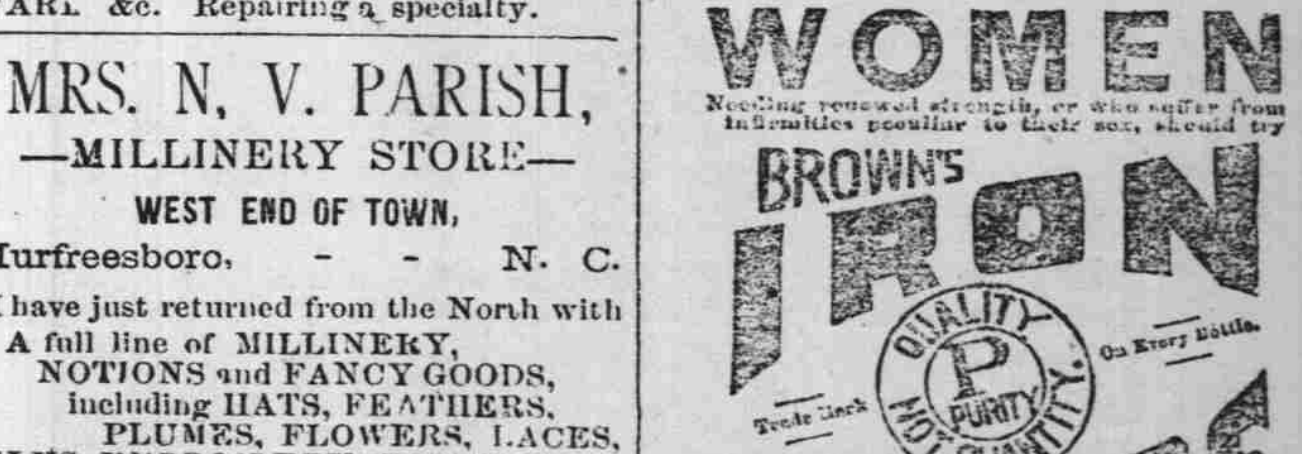 &c. Repairing a specialty.
MRS. N, V. PARISH,
—MILLINERY STORE—
WEST END OF TOWN,
urfreesboro, - - N. C.
have just returned from the North with
A full line of MILLINERY,
NOTIONS and FANCY GOODS,
including HATS, FEATHERS,
PLUMES, FLOWERS, LACES,
WOMEN
Needing renewed strength, or who suffer from
infirmities peculiar to their sex, should try
BROWN'S
IRON
QUALITY,
NOT QUANTITY.
P
PURITY
Trade Mark
On Every Bottle.